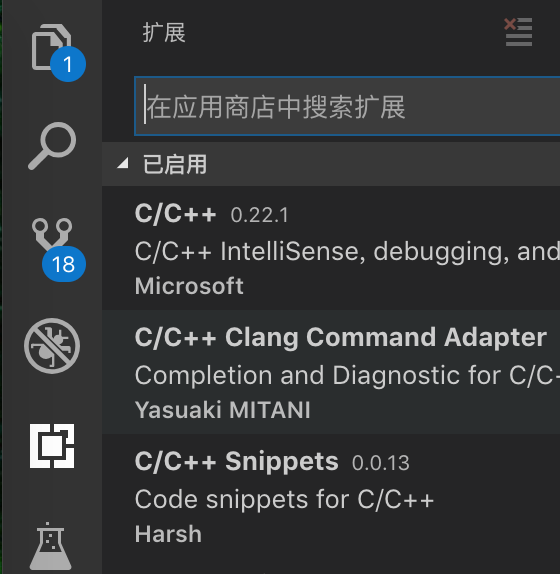 扩展
1
在应用商店中搜索扩展
已启用
C/C++ 0.22.1
C/C++ IntelliSense, debugging, and
Microsoft
18
C/C++ Clang Command Adapter
Completion and Diagnostic for C/C-
Yasuaki MITANI
C/C++ Snippets 0.0.13
Code snippets for C/C++
Harsh